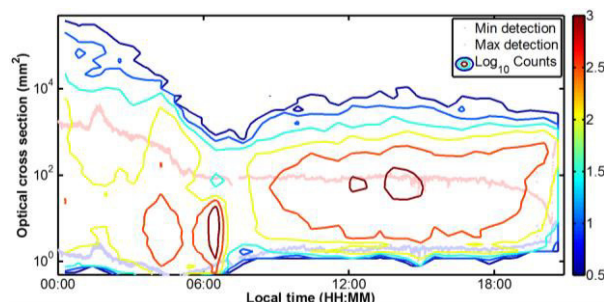 Optical cross section (mm²)
10⁴
10²
10⁰
00:00
06:00
12:00
18:00
Local time (HH:MM)
Min detection
Max detection
Log₁₀ Counts
3
2.5
2
1.5
1
0.5